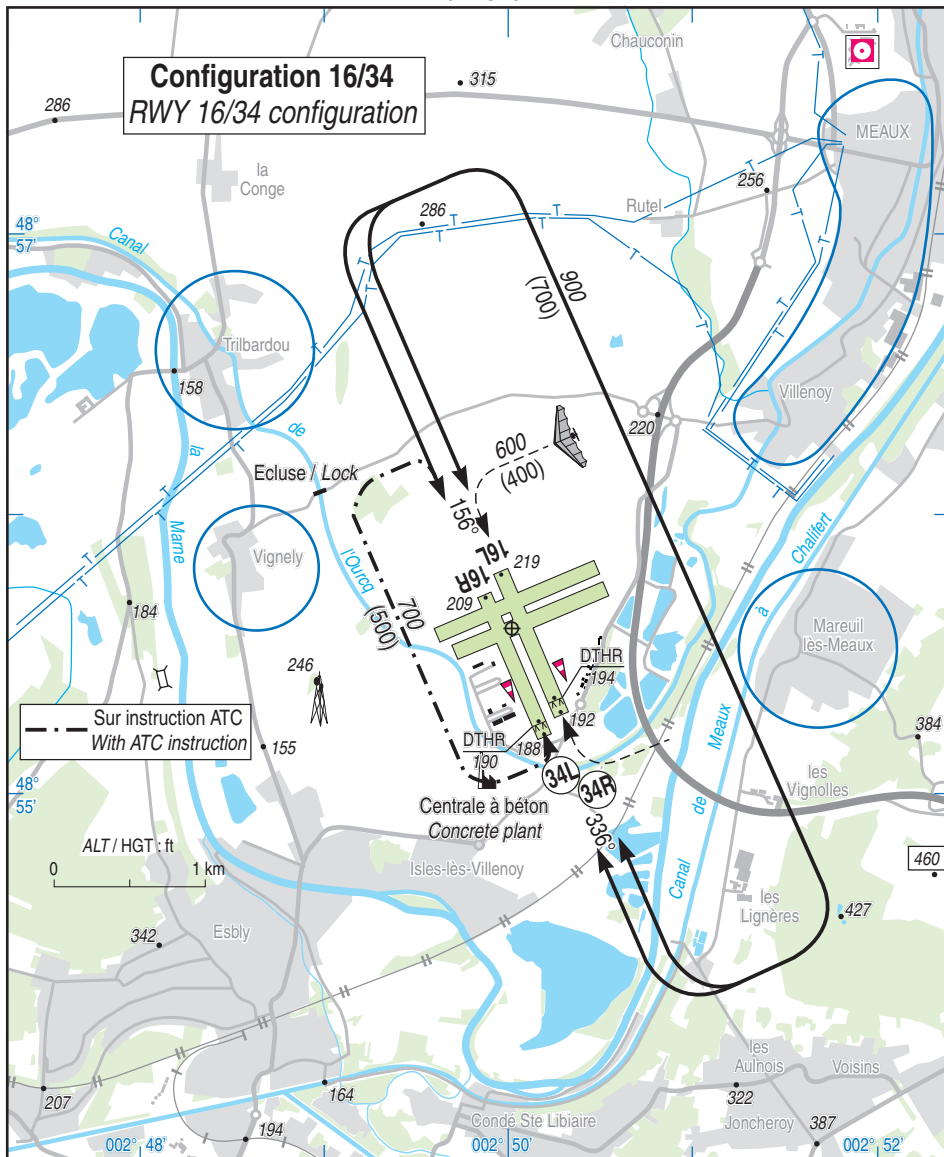 Configuration 16/34
RWY 16/34 configuration
Chauconin
315
286
MEAUX
la
Conge
256
Rutel
286
48°
57'
Canal
900
(700)
Trilbardou
158
de
la
Villenoy
220
600
(400)
Ecluse / Lock
156°
Marne
Vignely
l'Ourcq
16L
219
16R
209
Chalifert
à
184
700
(500)
Mareuil
lès-Meaux
DTHR
194
246
192
Sur instruction ATC
With ATC instruction
155
DTHR
190
188
384
Meaux
34L
34R
les
Vignolles
48°
55'
Centrale à béton
Concrete plant
336°
de
ALT / HGT : ft
0
1 km
Isles-lès-Villenoy
Canal
460
les
Lignères
427
Esbly
342
les
Aulnois
Voisins
164
207
322
Condé Ste Libiaire
Joncheroy
387
194
002° 48'
002° 50'
002° 52'